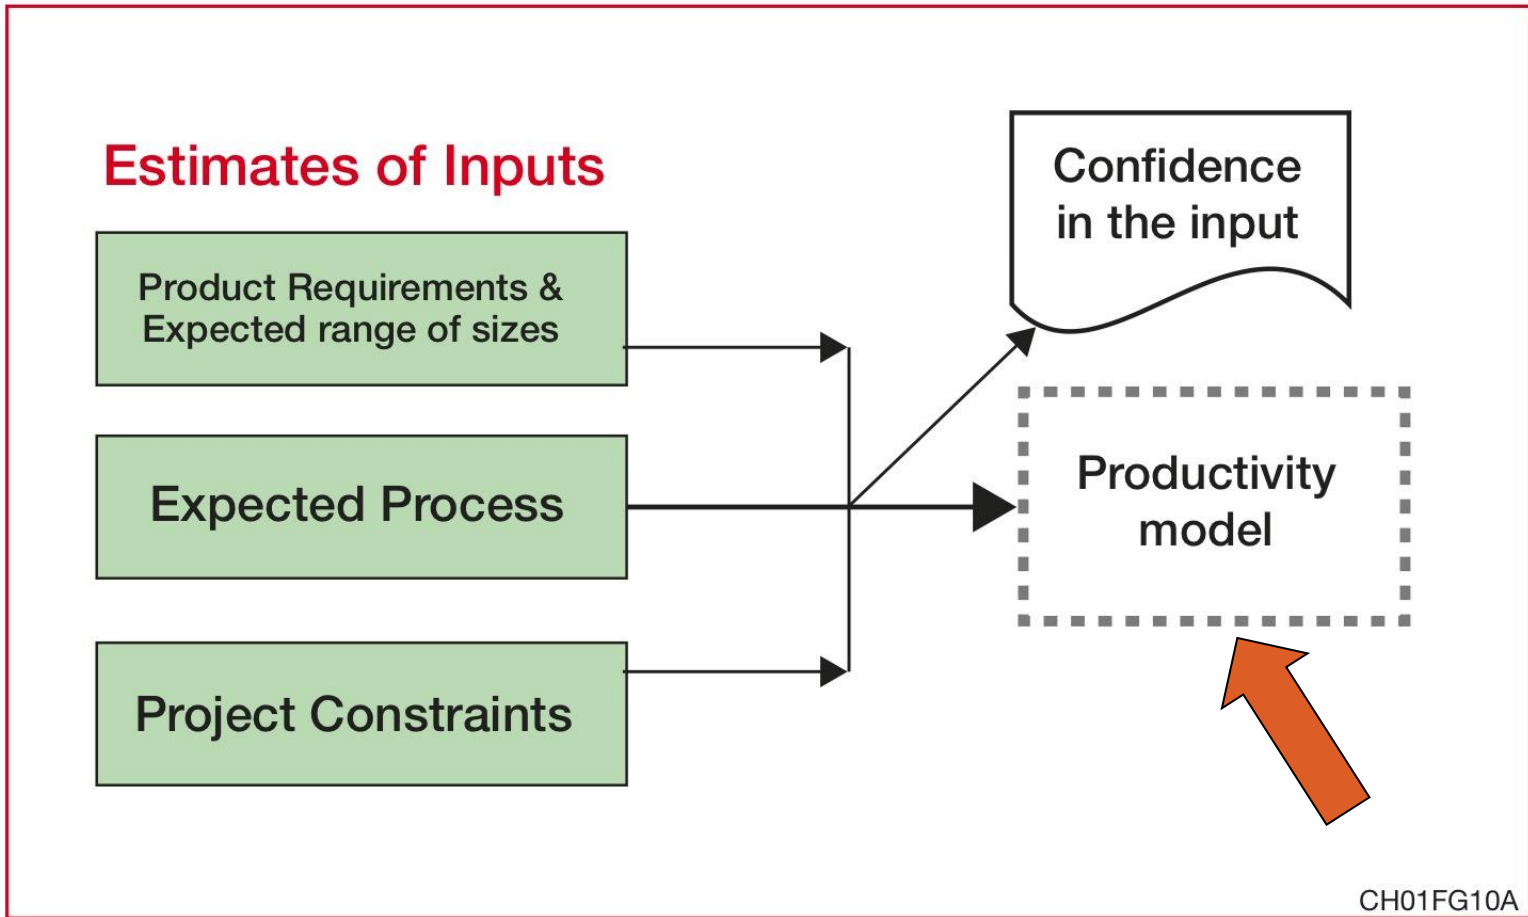 Estimates of Inputs
Product Requirements &
Expected range of sizes
Expected Process
Project Constraints
Confidence
in the input
Productivity
model
CH01FG10A